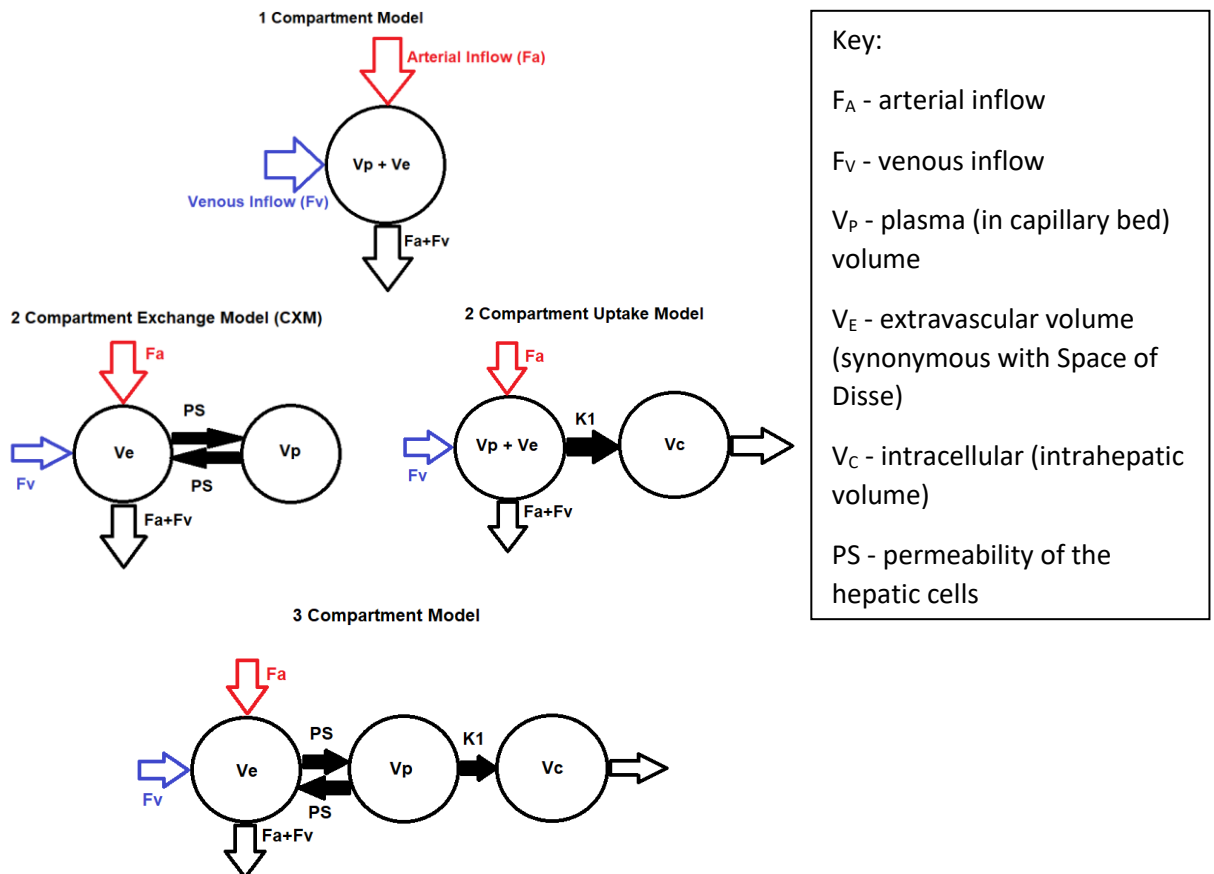 1 Compartment Model
Arterial Inflow (Fa)
Vp + Ve
Venous Inflow (Fv)
Fa+Fv
2 Compartment Exchange Model (CXM)
Fa
PS
Ve
Vp
Fv
PS
Fa+Fv
2 Compartment Uptake Model
Fa
K1
Vp + Ve
Vc
Fv
Fa+Fv
3 Compartment Model
Fa
PS
K1
Ve
Vp
Vc
Fv
PS
Fa+Fv
Key:
FA - arterial inflow
FV - venous inflow
VP - plasma (in capillary bed)
volume
VE - extravascular volume
(synonymous with Space of
Disse)
VC - intracellular (intrahepatic
volume)
PS - permeability of the
hepatic cells